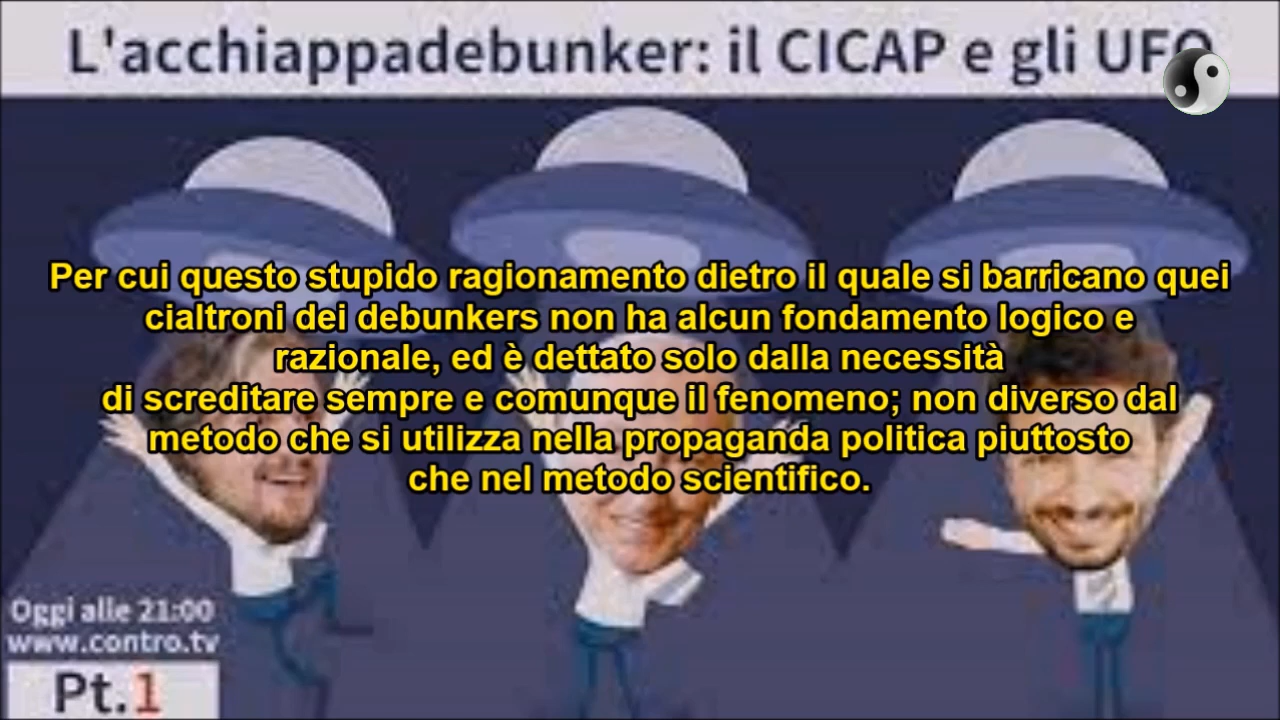 L'acchiappadebunker: il CICAP e gli UFO
Per cui questo stupido ragionamento dietro il quale si barricano quei
cialtroni dei debunkers non ha alcun fondamento logico e
razionale, ed è dettato solo dalla necessità
di screditare sempre e comunque il fenomeno; non diverso dal
metodo che si utilizza nella propaganda politica piuttosto
che nel metodo scientifico.
Oggi alle 21:00
www.contro.tv
Pt.1